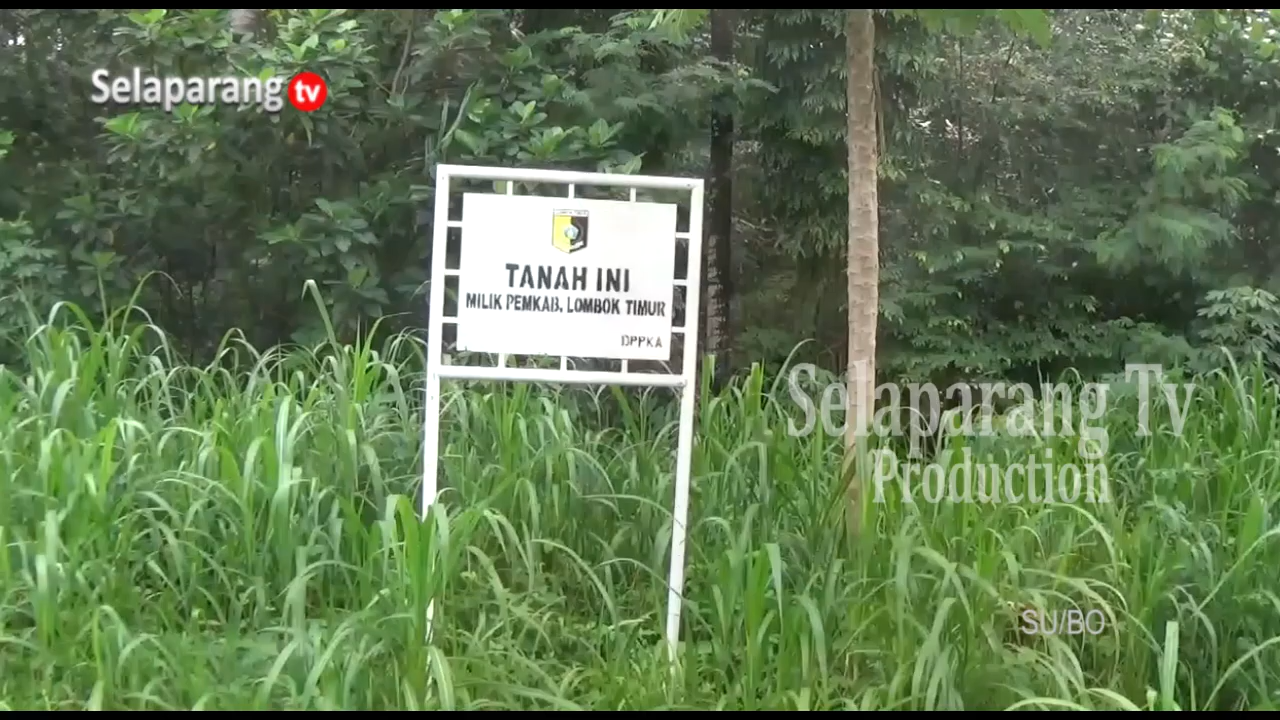 Selaparang tv
TANAH INI
MILIK PEMKAB. LOMBOK TIMUR
DPPKA
Selaparang Tv
Production
SU/BO